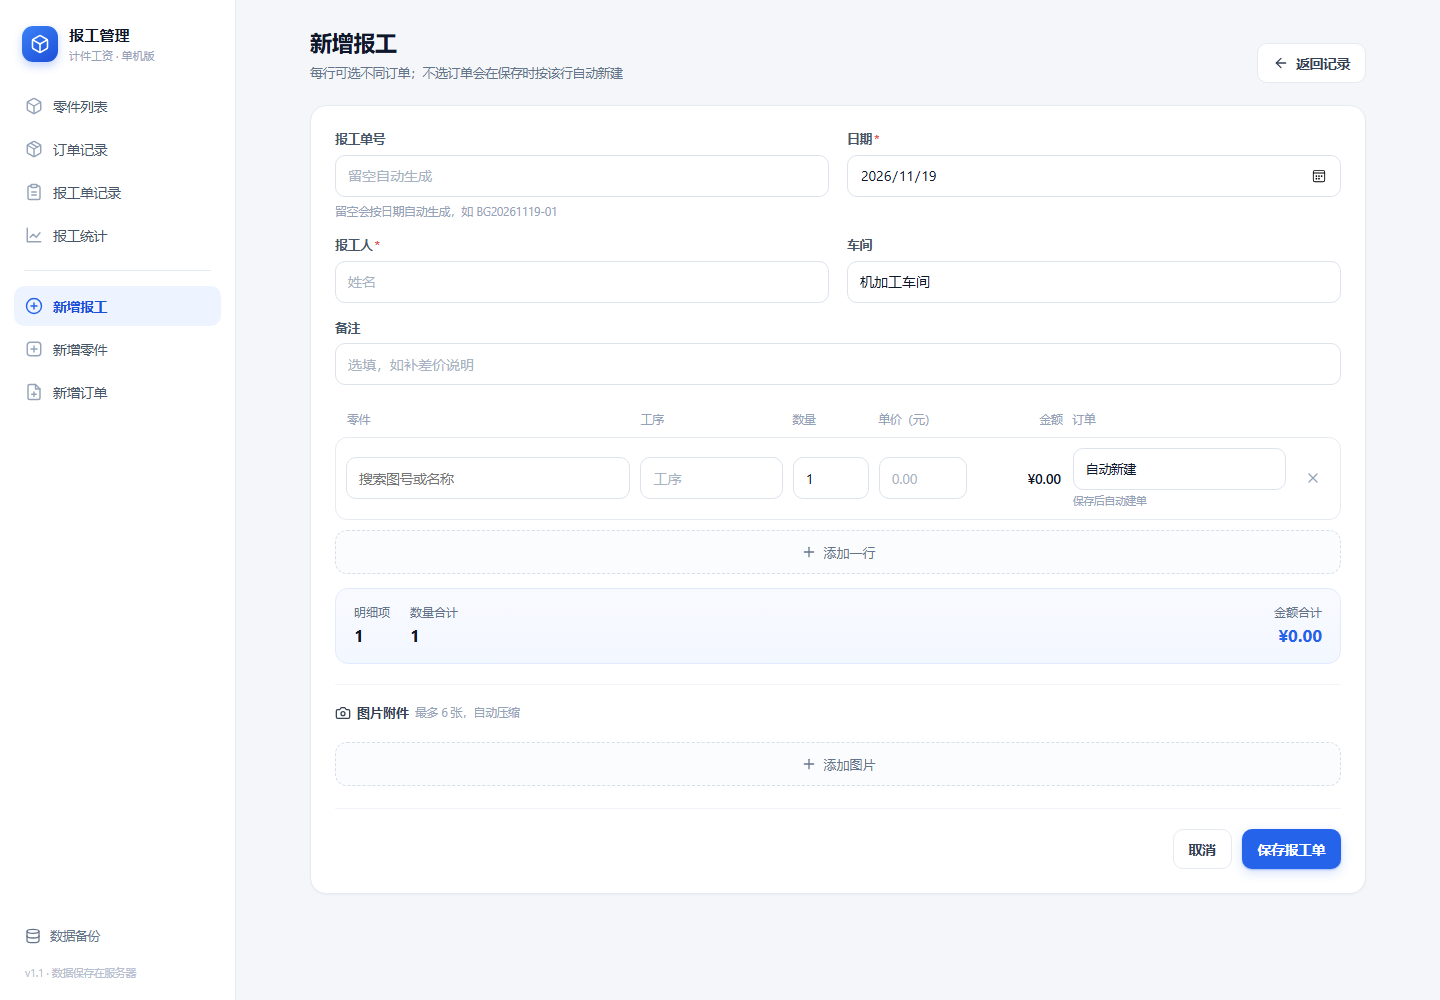 报工管理
计件工资 · 单机版
零件列表
订单记录
报工单记录
报工统计
新增报工
新增零件
新增订单
数据备份
v1.1 · 数据保存在服务器
新增报工
每行可选不同订单；不选订单会在保存时按该行自动新建
返回记录
报工单号
留空自动生成
留空会按日期自动生成，如 BG20261119-01
日期*
2026/11/19
报工人*
姓名
车间
机加工车间
备注
选填，如补差价说明
零件 工序 数量 单价（元） 金额 订单
搜索图号或名称 工序 1 0.00 ¥0.00 自动新建
保存后自动建单
添加一行
明细项 数量合计 金额合计
1 1 ¥0.00
图片附件 最多 6 张，自动压缩
添加图片
取消 保存报工单